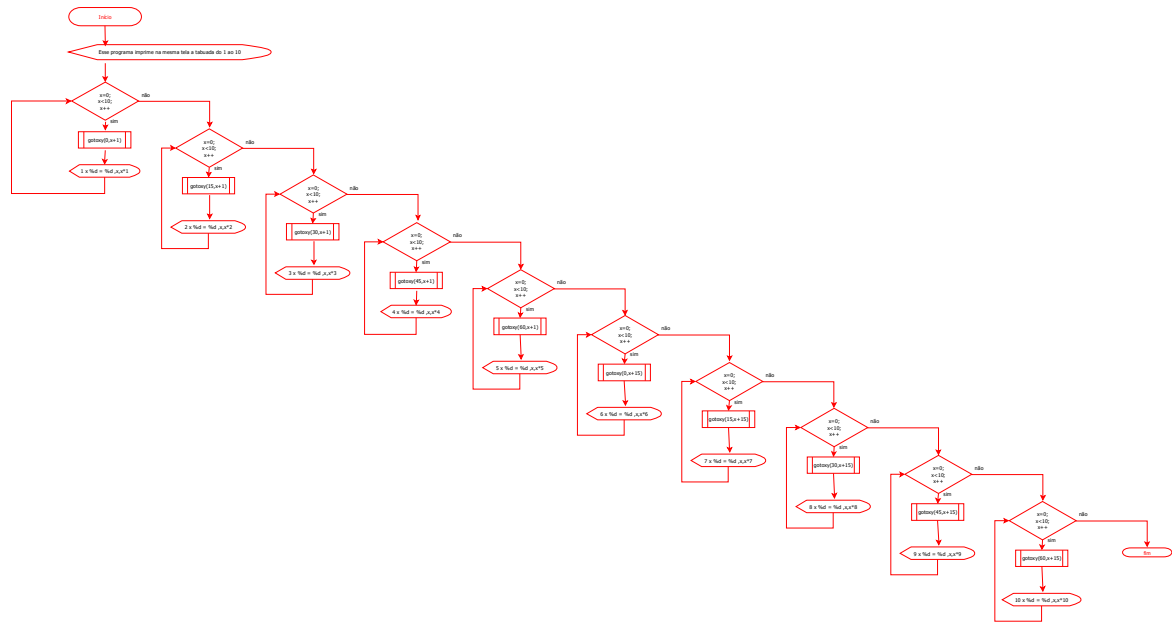 Início
Esse programa imprime na mesma tela a tabuada do 1 ao 10
x=0;
x<10;
x++
não
sim
gotoxy(0,x+1)
1 x %d = %d ,x,x*1
x=0;
x<10;
x++
não
sim
gotoxy(15,x+1)
2 x %d = %d ,x,x*2
x=0;
x<10;
x++
não
sim
gotoxy(30,x+1)
3 x %d = %d ,x,x*3
x=0;
x<10;
x++
não
sim
gotoxy(45,x+1)
4 x %d = %d ,x,x*4
x=0;
x<10;
x++
não
sim
gotoxy(60,x+1)
5 x %d = %d ,x,x*5
x=0;
x<10;
x++
não
sim
gotoxy(0,x+15)
6 x %d = %d ,x,x*6
x=0;
x<10;
x++
não
sim
gotoxy(15,x+15)
7 x %d = %d ,x,x*7
x=0;
x<10;
x++
não
sim
gotoxy(30,x+15)
8 x %d = %d ,x,x*8
x=0;
x<10;
x++
não
sim
gotoxy(45,x+15)
9 x %d = %d ,x,x*9
x=0;
x<10;
x++
não
sim
gotoxy(60,x+15)
10 x %d = %d ,x,x*10
fim